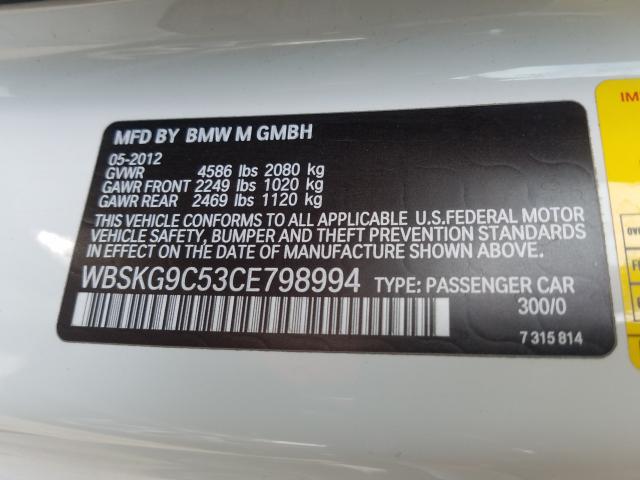 MFD BY BMW M GMBH
05-2012
GVWR 4586 lbs 2080 kg
GAWR FRONT 2249 lbs 1020 kg
GAWR REAR 2469 lbs 1120 kg
THIS VEHICLE CONFORMS TO ALL APPLICABLE U.S.FEDERAL MOTOR
VEHICLE SAFETY, BUMPER AND THEFT PREVENTION STANDARDS
IN EFFECT ON THE DATE OF MANUFACTURE SHOWN ABOVE.
WBSKG9C53CE798994 TYPE: PASSENGER CAR
300/0
7 315 814